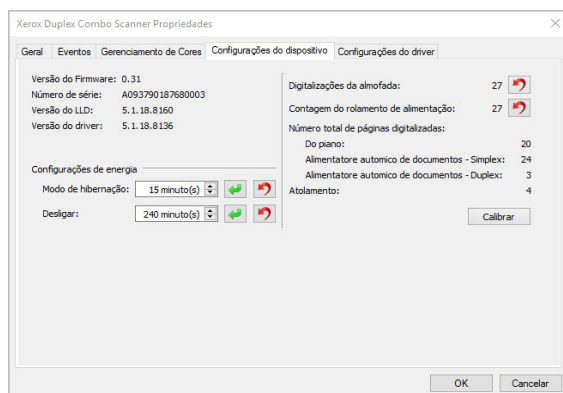 Xerox Duplex Combo Scanner Propriedades
Geral Eventos Gerenciamento de Cores Configurações do dispositivo Configurações do driver
Versão do Firmware: 0.31
Número de série: A093790187680003
Versão do LLD: 5.1.18.8160
Versão do driver: 5.1.18.8136
Configurações de energia
Modo de hibernação: 15 minuto(s)
Desligar: 240 minuto(s)
Digitalizações da almofada: 27
Contagem do rolamento de alimentação: 27
Número total de páginas digitalizadas:
Do piano: 20
Alimentatore automico de documentos - Simplex: 24
Alimentatore automico de documentos - Duplex: 3
Atolamento: 4
Calibrar
OK Cancelar